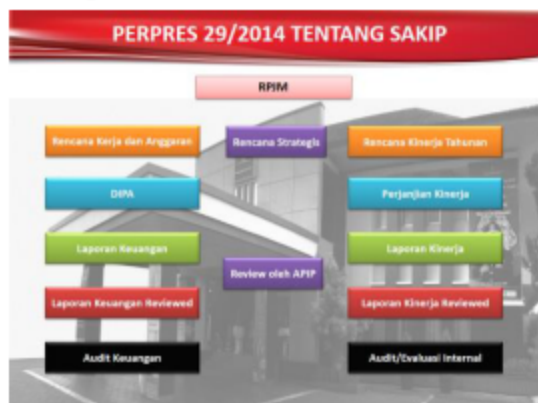 PERPRES 29/2014 TENTANG SAKIP
RPJM
Rencana Kerja dan Anggaran
Rencana Strategis
Rencana Kinerja Tahunan
DIPA
Perjanjian Kinerja
Laporan Keuangan
Laporan Kinerja
Review oleh APIP
Laporan Keuangan Reviewed
Laporan Kinerja Reviewed
Audit Keuangan
Audit/Evaluasi Internal